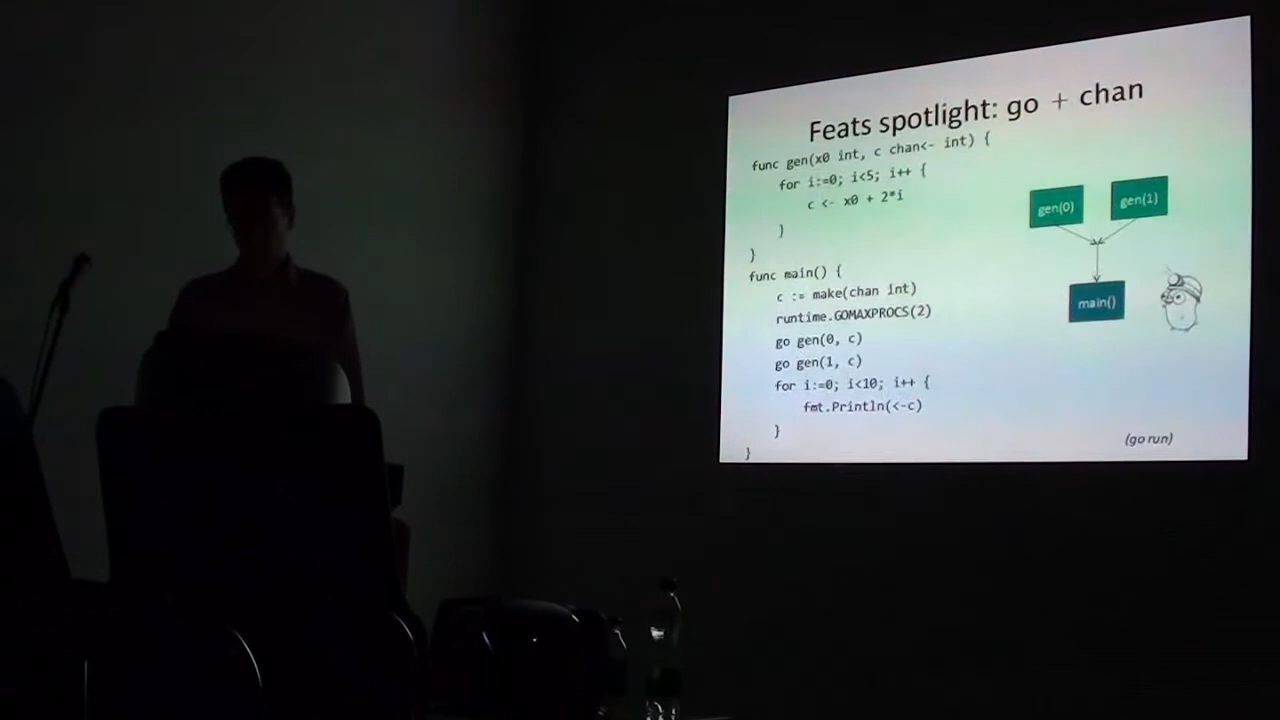 Feats spotlight: go + chan
func gen(x0 int, c chan<- int) {
for i:=0; i<5; i++ {
c <- x0 + 2*i
}
}
func main() {
c := make(chan int)
runtime.GOMAXPROCS(2)
go gen(0, c)
go gen(1, c)
for i:=0; i<10; i++ {
fmt.Println(<-c)
}
}
gen(0)
gen(1)
main()
(go run)